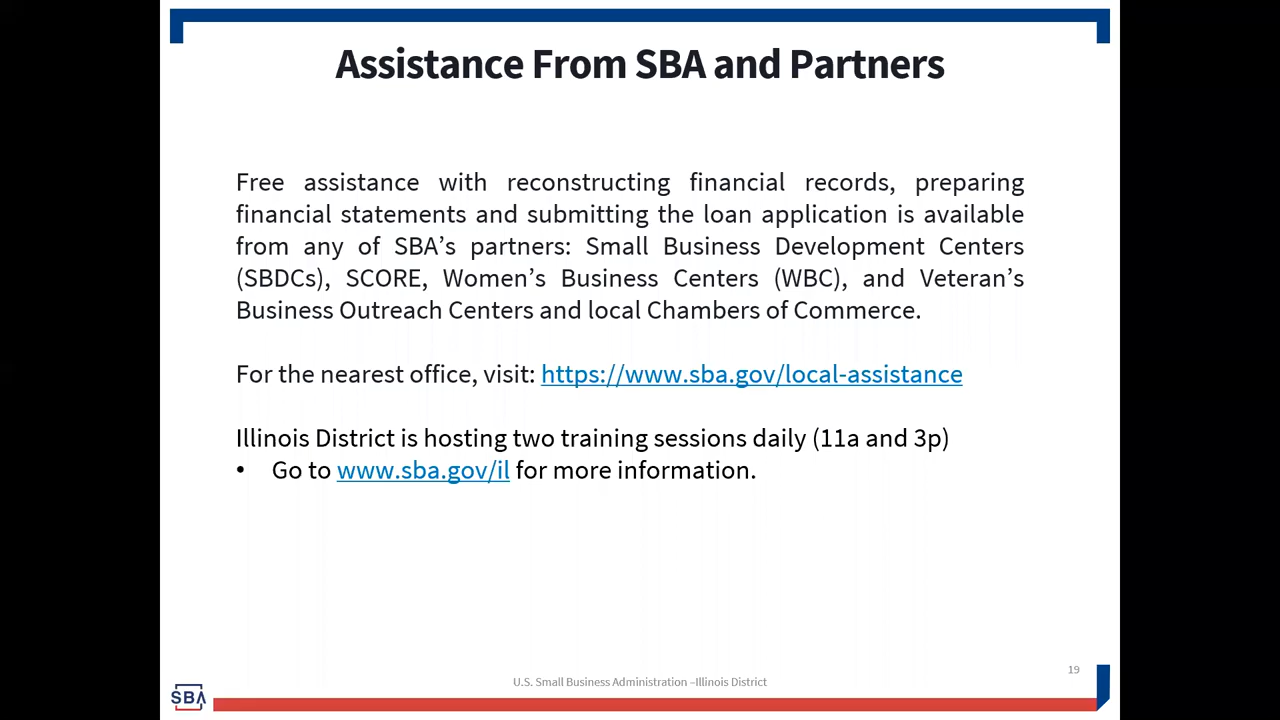 Assistance From SBA and Partners
Free assistance with reconstructing financial records, preparing
financial statements and submitting the loan application is available
from any of SBA’s partners: Small Business Development Centers
(SBDCs), SCORE, Women’s Business Centers (WBC), and Veteran’s
Business Outreach Centers and local Chambers of Commerce.
For the nearest office, visit: https://www.sba.gov/local-assistance
Illinois District is hosting two training sessions daily (11a and 3p)
• Go to www.sba.gov/il for more information.
19
U.S. Small Business Administration –Illinois District
SBA